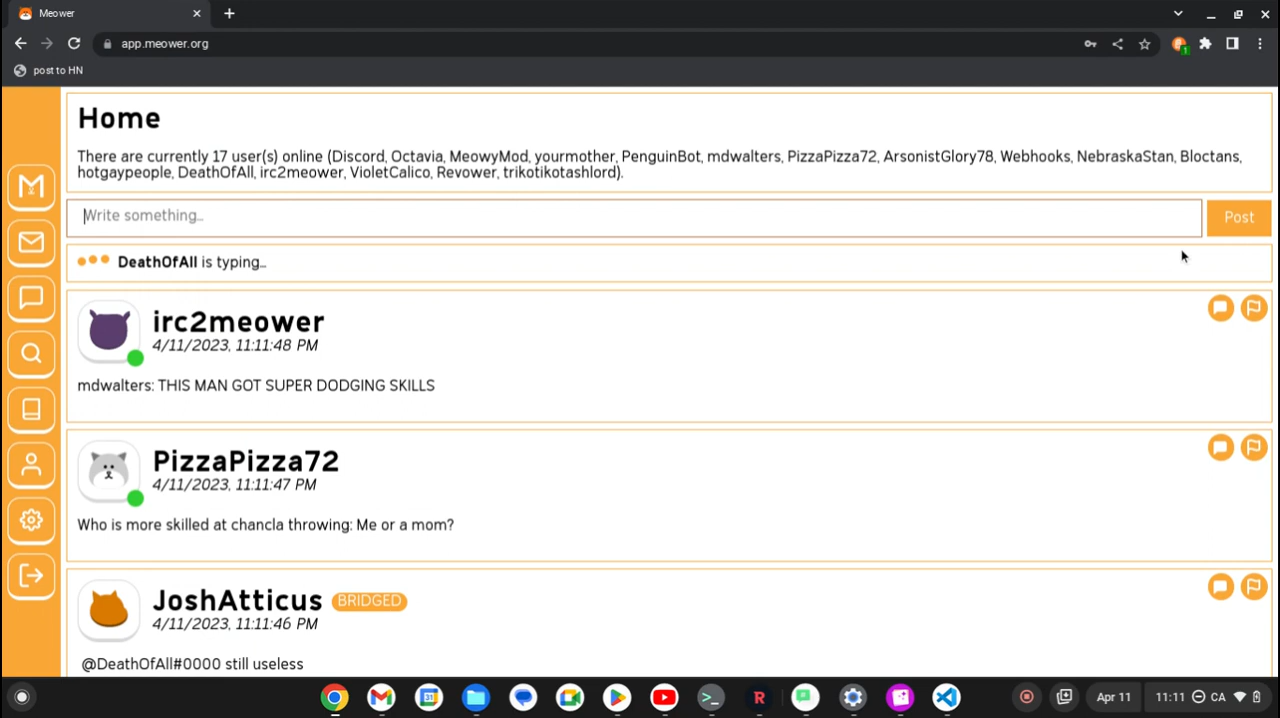 Meower
app.meower.org
post to HN
Home
There are currently 17 user(s) online (Discord, Octavia, MeowyMod, yourmother, PenguinBot, mdwalters, PizzaPizza72, ArsonistGlory78, Webhooks, NebraskaStan, Bloctans,
hotgaypeople, DeathOfAll, irc2meower, VioletCalico, Revower, trikotikotashlord).
Write something...
Post
DeathOfAll is typing...
irc2meower
4/11/2023, 11:11:48 PM
mdwalters: THIS MAN GOT SUPER DODGING SKILLS
PizzaPizza72
4/11/2023, 11:11:47 PM
Who is more skilled at chancla throwing: Me or a mom?
JoshAtticus BRIDGED
4/11/2023, 11:11:46 PM
@DeathOfAll#0000 still useless
Apr 11
11:11 CA